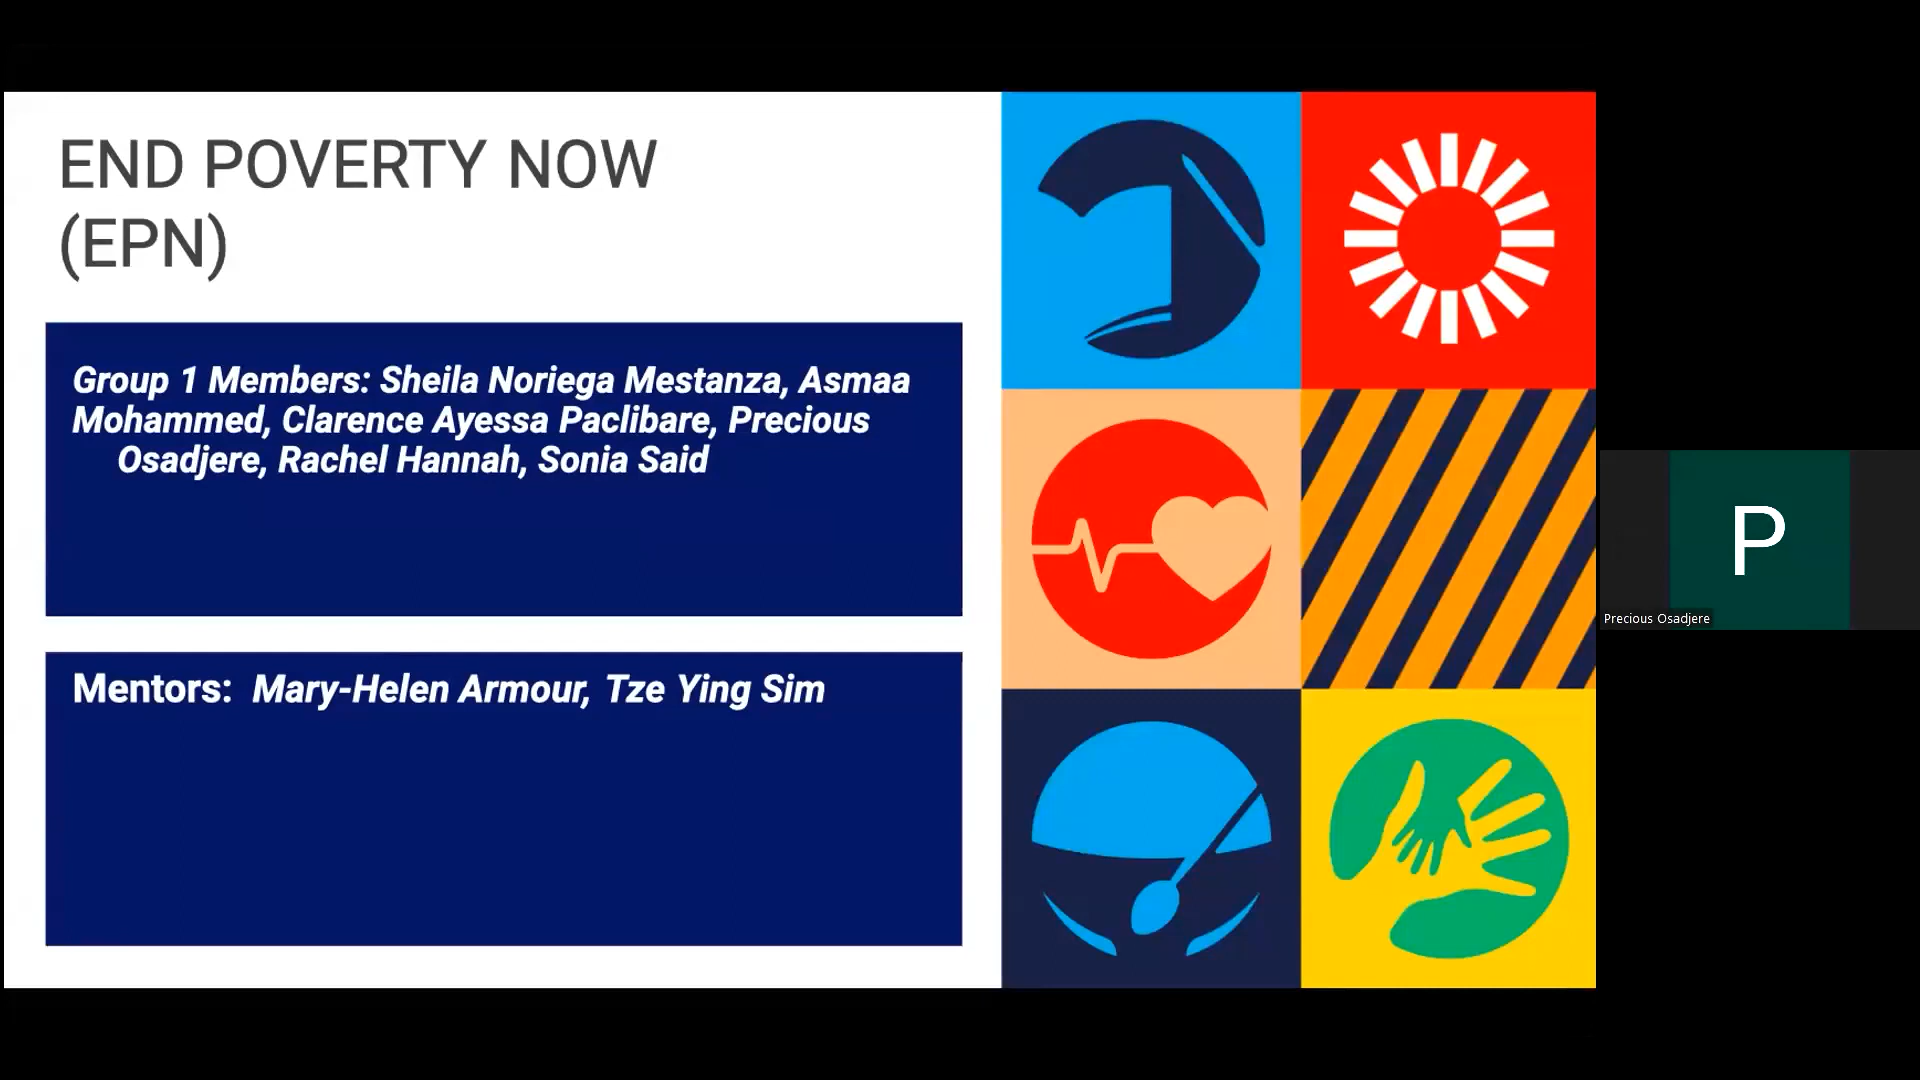 END POVERTY NOW
(EPN)
Group 1 Members: Sheila Noriega Mestanza, Asmaa
Mohammed, Clarence Ayessa Paclibare, Precious
Osadjere, Rachel Hannah, Sonia Said
Mentors: Mary-Helen Armour, Tze Ying Sim
P
Precious Osadjere